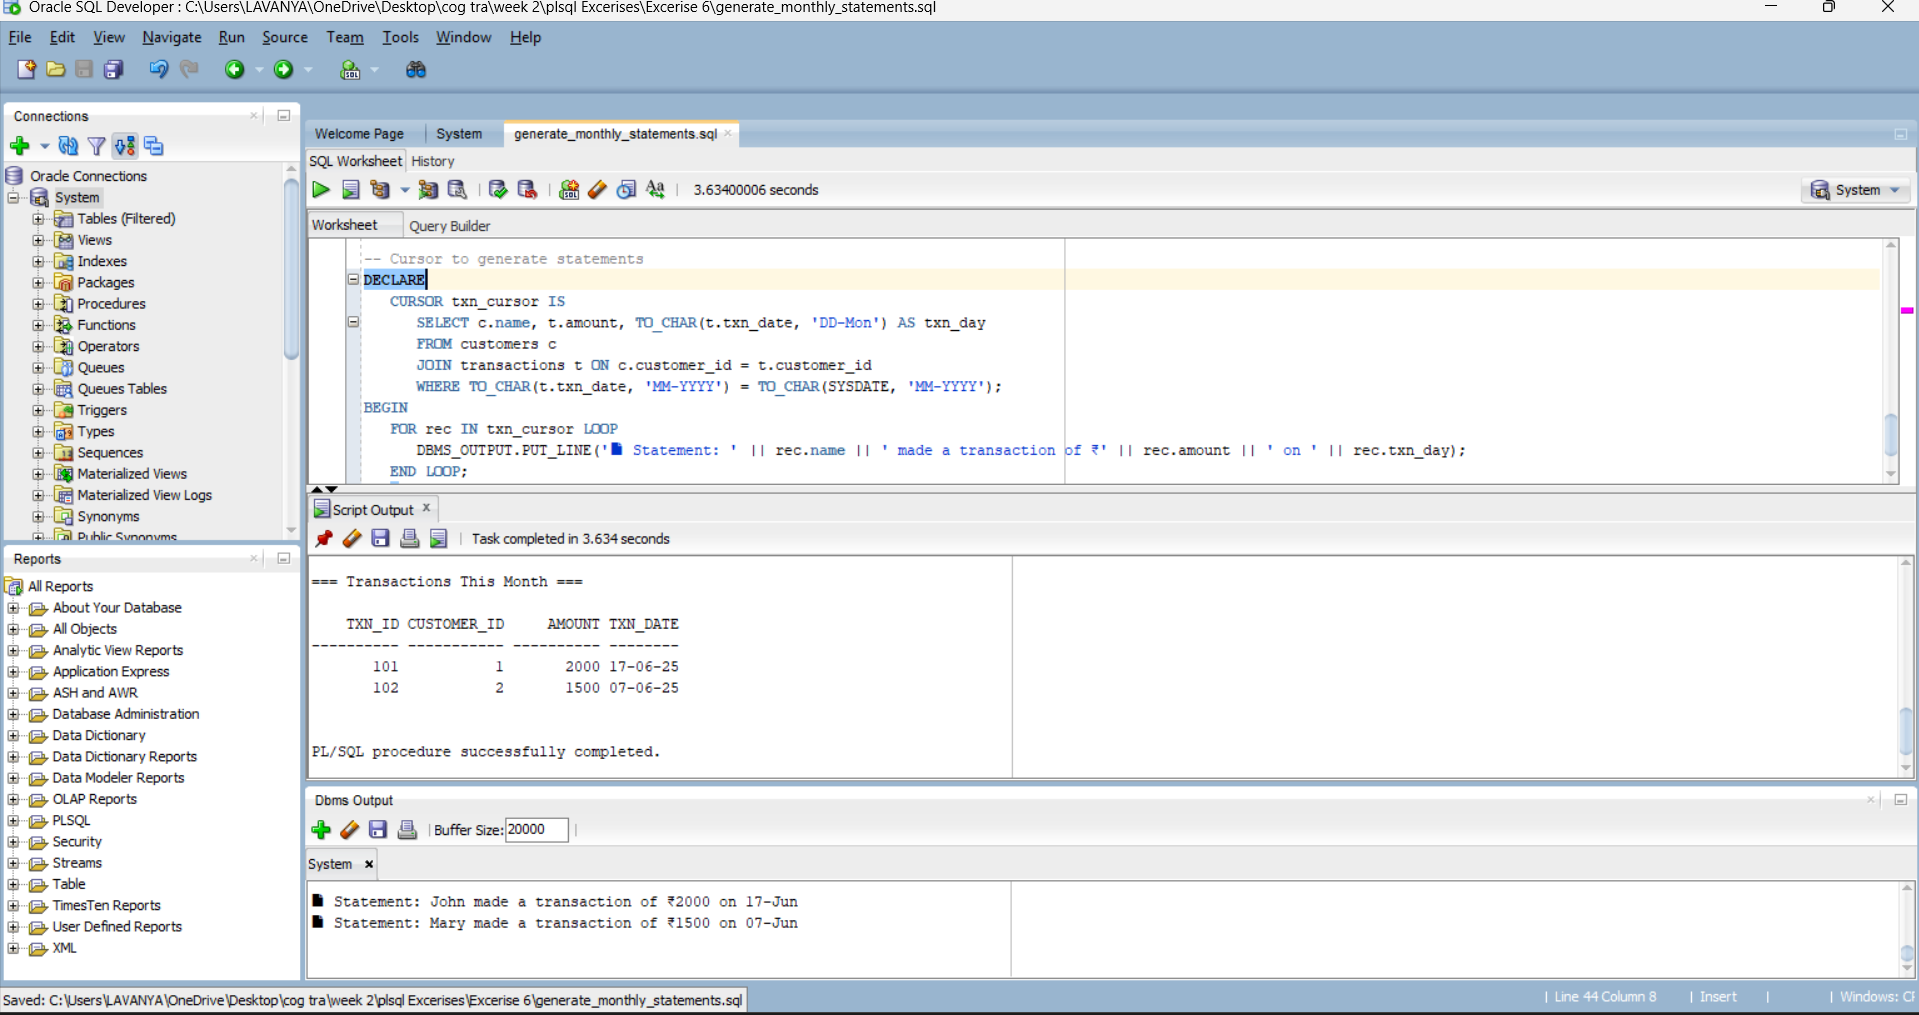 Oracle SQL Developer : C:\Users\LAVANYA\OneDrive\Desktop\cog tra\week 2\plsql Excerises\Excerise 6\generate_monthly_statements.sql
File Edit View Navigate Run Source Team Tools Window Help
Connections
Oracle Connections
System
Tables (Filtered)
Views
Indexes
Packages
Procedures
Functions
Operators
Queues
Queues Tables
Triggers
Types
Sequences
Materialized Views
Materialized View Logs
Synonyms
Public Synonyms
Reports
All Reports
About Your Database
All Objects
Analytic View Reports
Application Express
ASH and AWR
Database Administration
Data Dictionary
Data Dictionary Reports
Data Modeler Reports
OLAP Reports
PLSQL
Security
Streams
Table
TimesTen Reports
User Defined Reports
XML
Welcome Page System generate_monthly_statements.sql
SQL Worksheet History
3.63400006 seconds
System
Worksheet Query Builder
-- Cursor to generate statements
DECLARE
CURSOR txn_cursor IS
SELECT c.name, t.amount, TO_CHAR(t.txn_date, 'DD-Mon') AS txn_day
FROM customers c
JOIN transactions t ON c.customer_id = t.customer_id
WHERE TO_CHAR(t.txn_date, 'MM-YYYY') = TO_CHAR(SYSDATE, 'MM-YYYY');
BEGIN
FOR rec IN txn_cursor LOOP
DBMS_OUTPUT.PUT_LINE('📄 Statement: ' || rec.name || ' made a transaction of ₹' || rec.amount || ' on ' || rec.txn_day);
END LOOP;
Script Output
Task completed in 3.634 seconds
=== Transactions This Month ===
TXN_ID CUSTOMER_ID AMOUNT TXN_DATE
---------- ----------- ---------- --------
101 1 2000 17-06-25
102 2 1500 07-06-25
PL/SQL procedure successfully completed.
Dbms Output
Buffer Size: 20000
System
📄 Statement: John made a transaction of ₹2000 on 17-Jun
📄 Statement: Mary made a transaction of ₹1500 on 07-Jun
Saved: C:\Users\LAVANYA\OneDrive\Desktop\cog tra\week 2\plsql Excerises\Excerise 6\generate_monthly_statements.sql
Line 44 Column 8 | Insert | Windows: CF